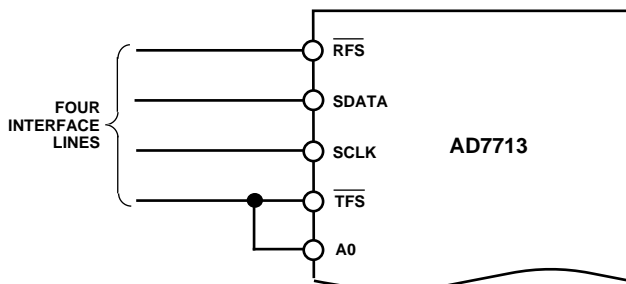 RFS
SDATA
FOUR
INTERFACE
LINES
SCLK
AD7713
TFS
A0